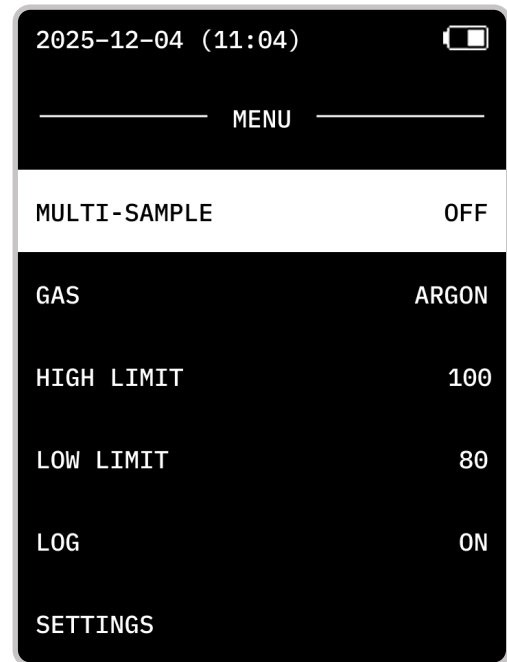 2025-12-04 (11:04)
MENU
MULTI-SAMPLE OFF
GAS ARGON
HIGH LIMIT 100
LOW LIMIT 80
LOG ON
SETTINGS